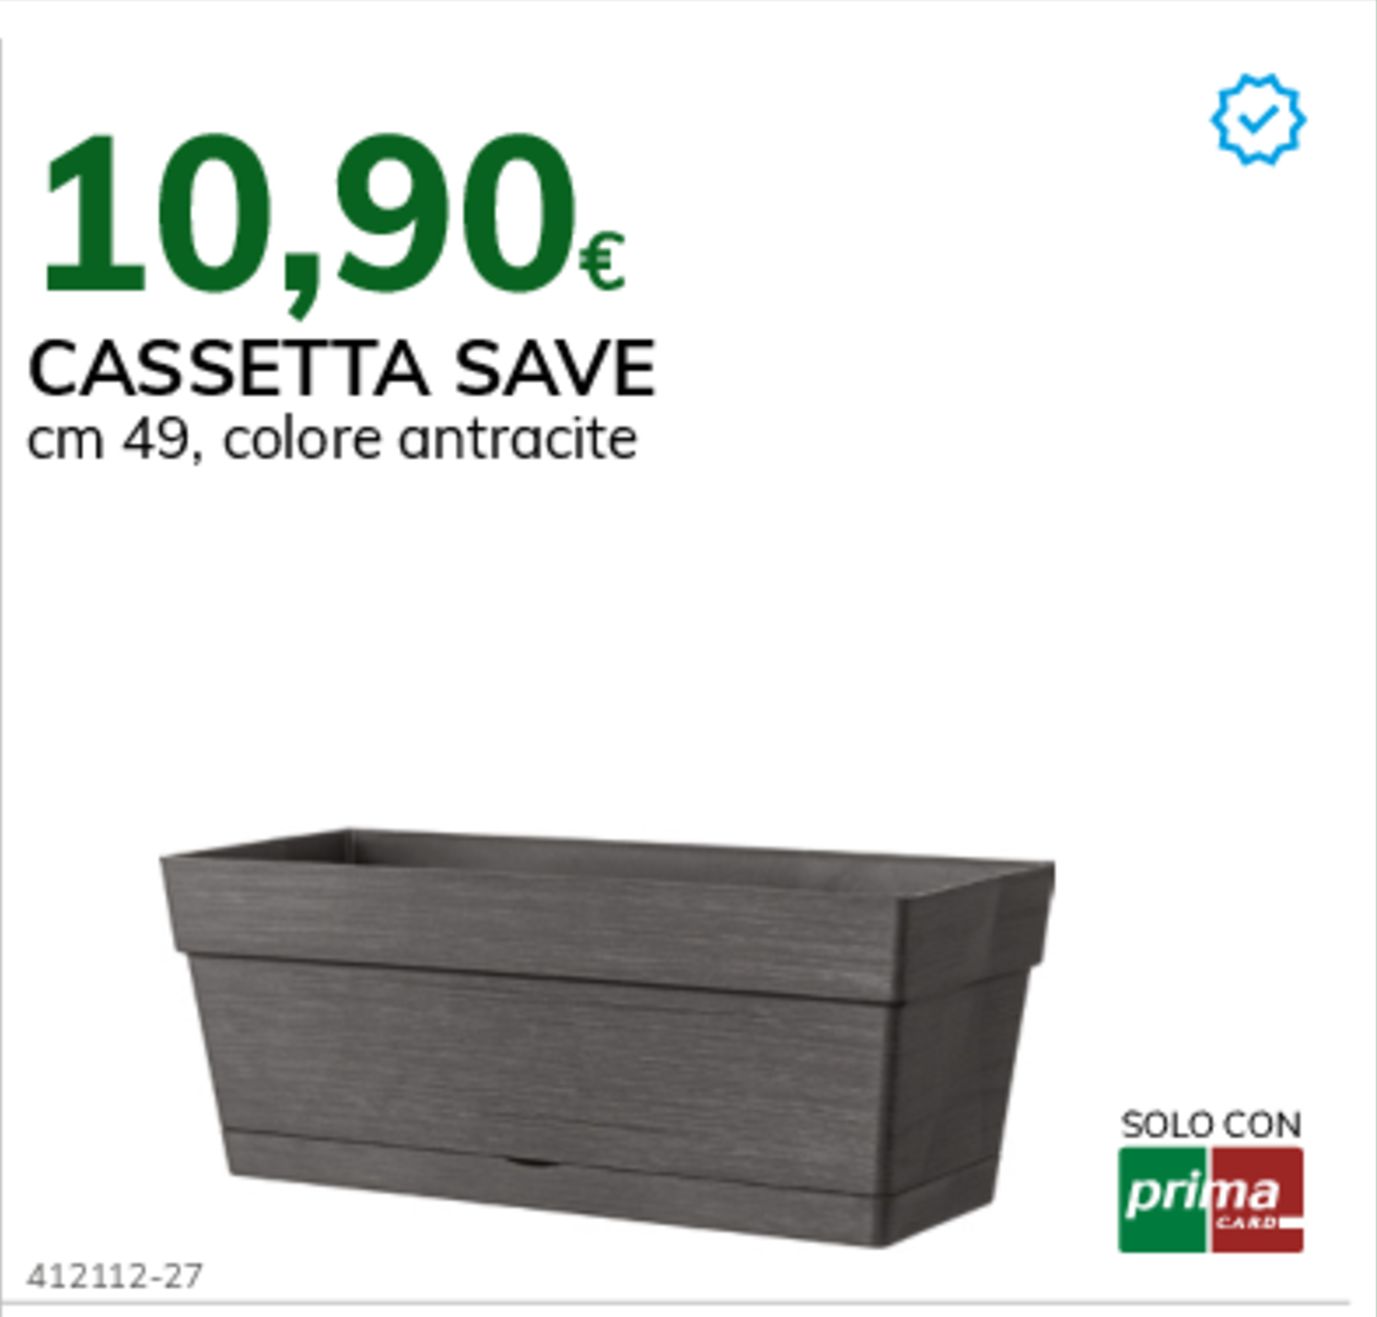 10,90€
CASSETTA SAVE
cm 49, colore antracite
SOLO CON
prima
CARD
412112-27